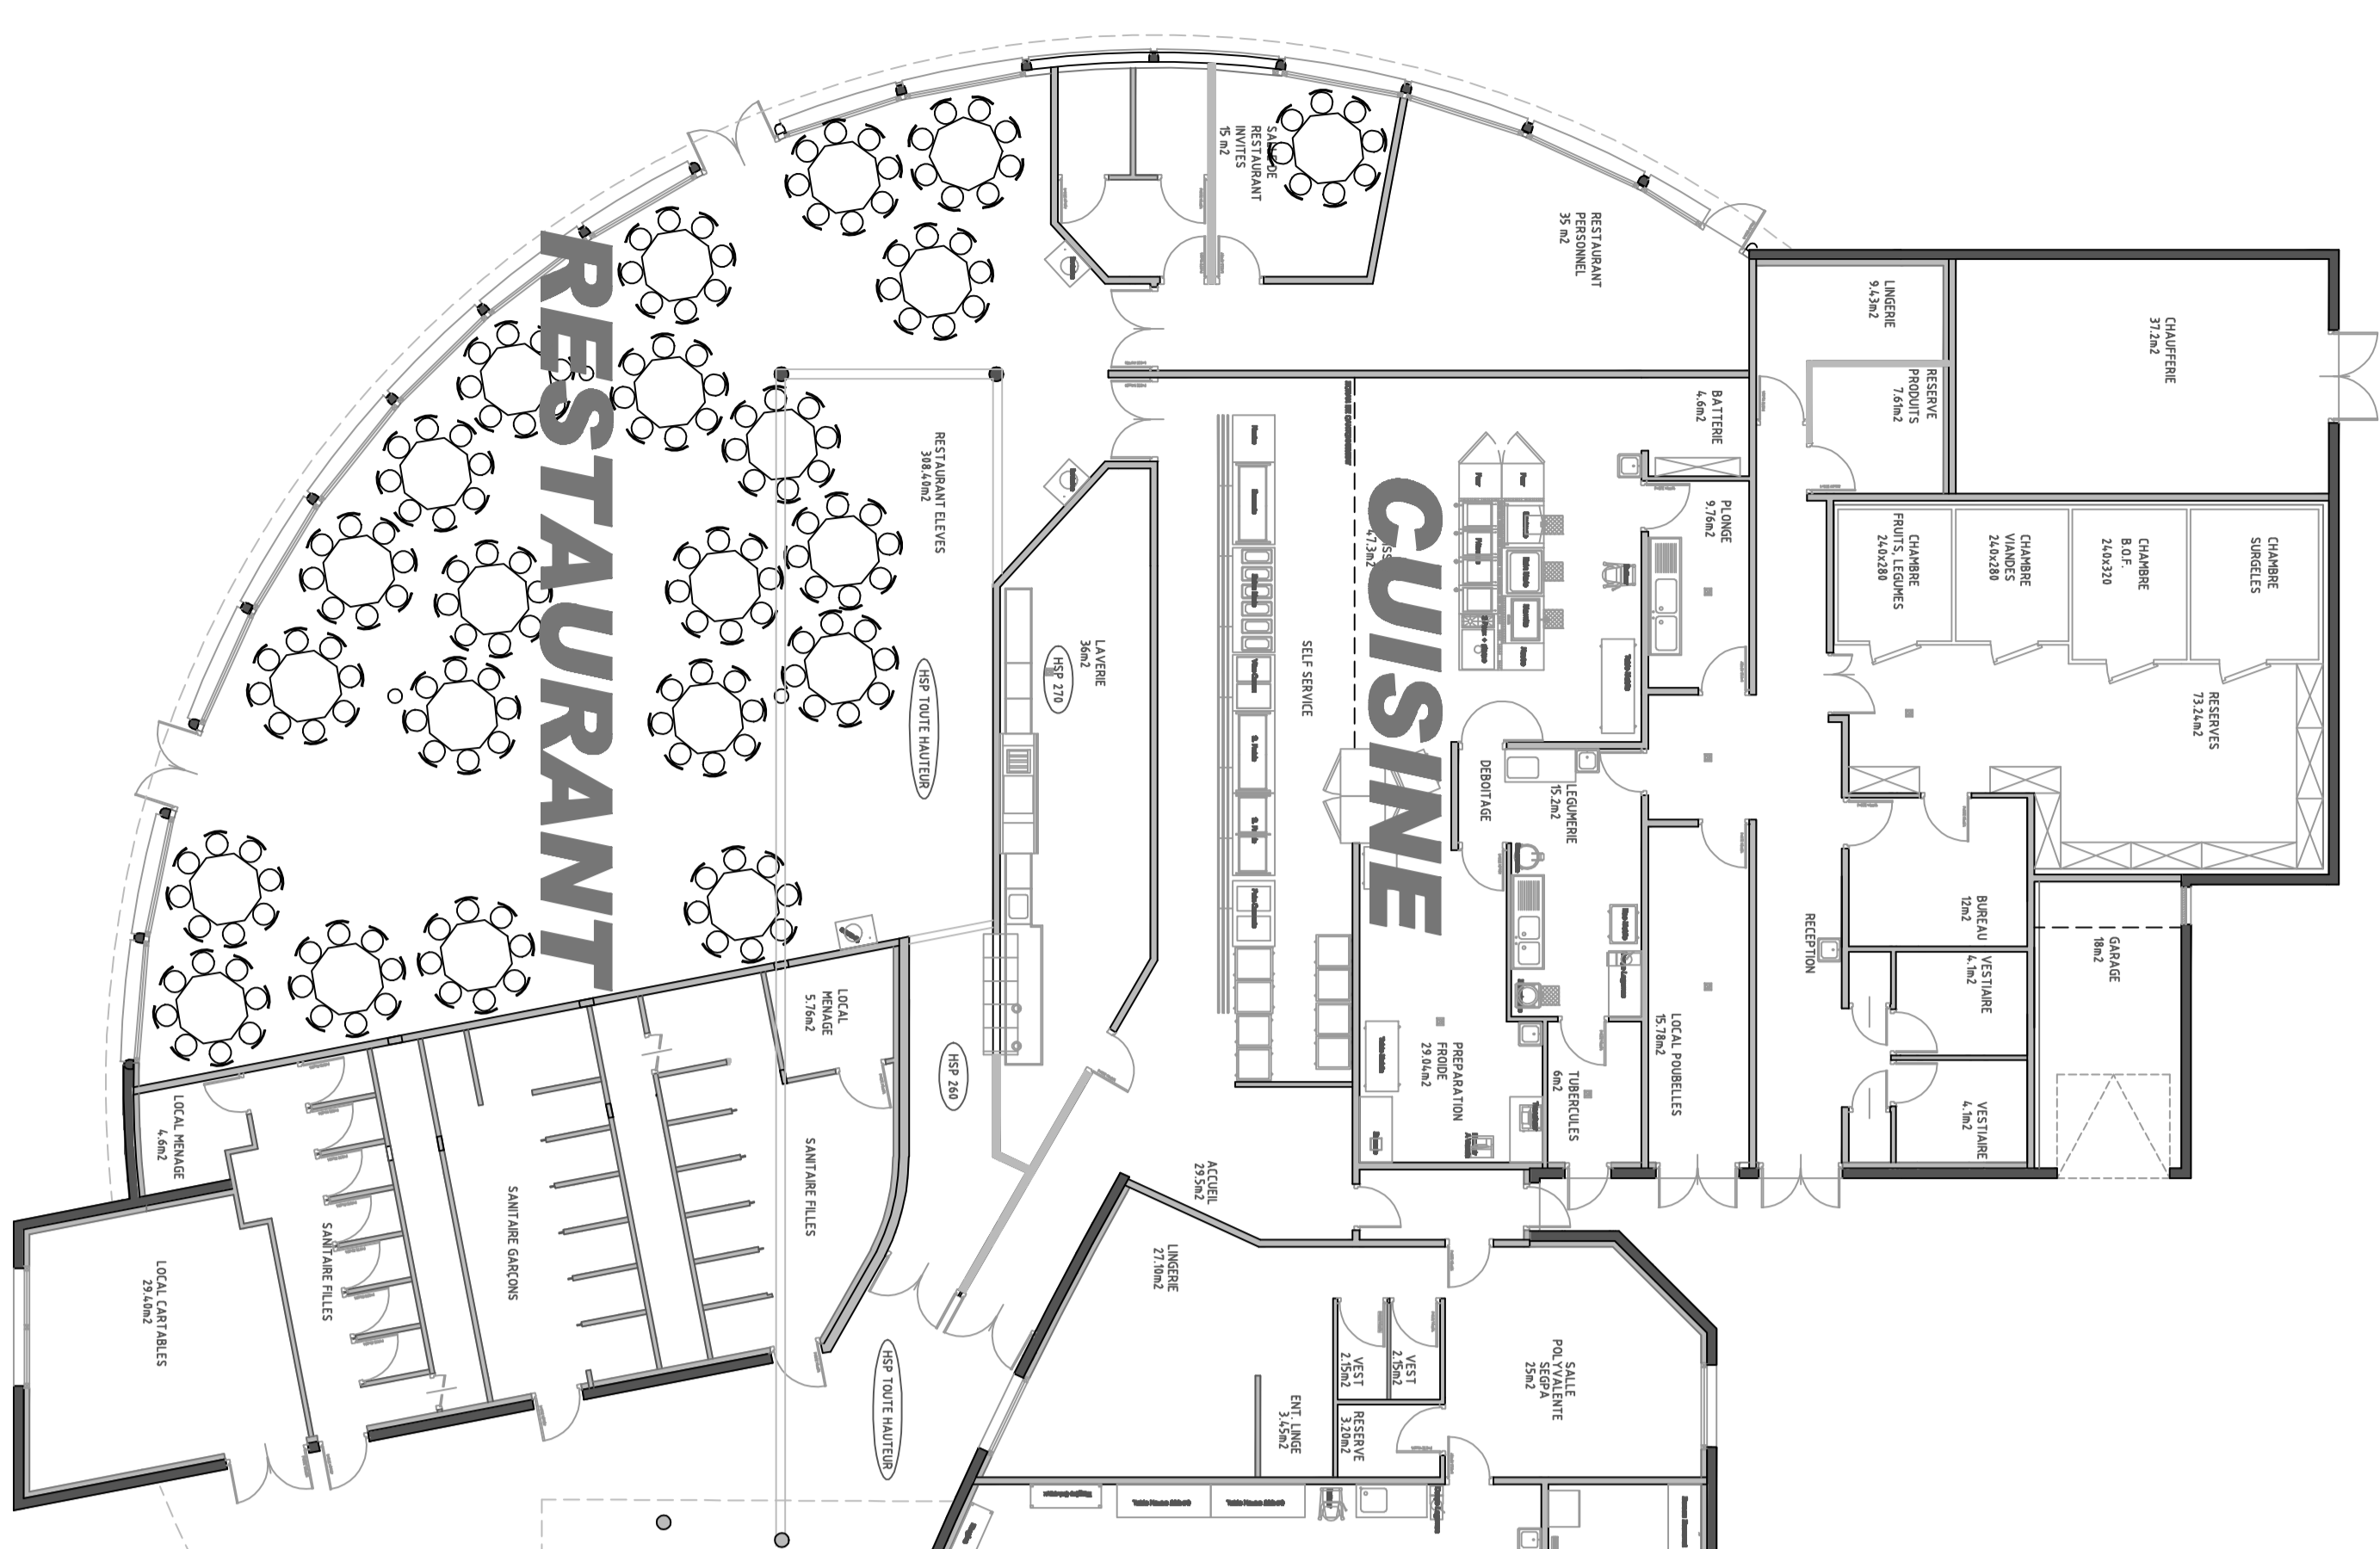 RESTAURANT
CUISINE
SALLE DE
RESTAURANT
INVITES
15 m2
RESTAURANT
PERSONNEL
35 m2
LINGERIE
9.43m2
CHAUFFERIE
37.2m2
RESERVE
PRODUITS
7.61m2
BATTERIE
4.6m2
RESTAURANT ELEVES
308.40m2
PLONGE
9.76m2
CHAMBRE
FRUITS, LEGUMES
240x280
CHAMBRE
VIANDES
240x280
CHAMBRE
B.O.F.
240x320
CHAMBRE
SURGELES
47.3m2
LAVERIE
36m2
HSP 270
HSP TOUTE HAUTEUR
SELF SERVICE
RESERVES
73.24m2
DEBOITAGE
LEGUMERIE
15.2m2
BUREAU
12m2
RECEPTION
GARAGE
18m2
VESTIAIRE
4.1m2
VESTIAIRE
4.1m2
LOCAL
MENAGE
5.76m2
HSP 260
PREPARATION
FROIDE
29.04m2
TUBERCULES
6m2
LOCAL POUBELLES
15.78m2
LOCAL MENAGE
4.6m2
SANITAIRE FILLES
SANITAIRE GARÇONS
SANITAIRE FILLES
LOCAL CARTABLES
29.40m2
ACCUEIL
29.5m2
LINGERIE
27.10m2
HSP TOUTE HAUTEUR
VEST
2.15m2
VEST
2.15m2
SALLE
POLYVALENTE
SEGPA
25m2
ENT. LINGE
3.45m2
RESERVE
3.20m2
Four
Four